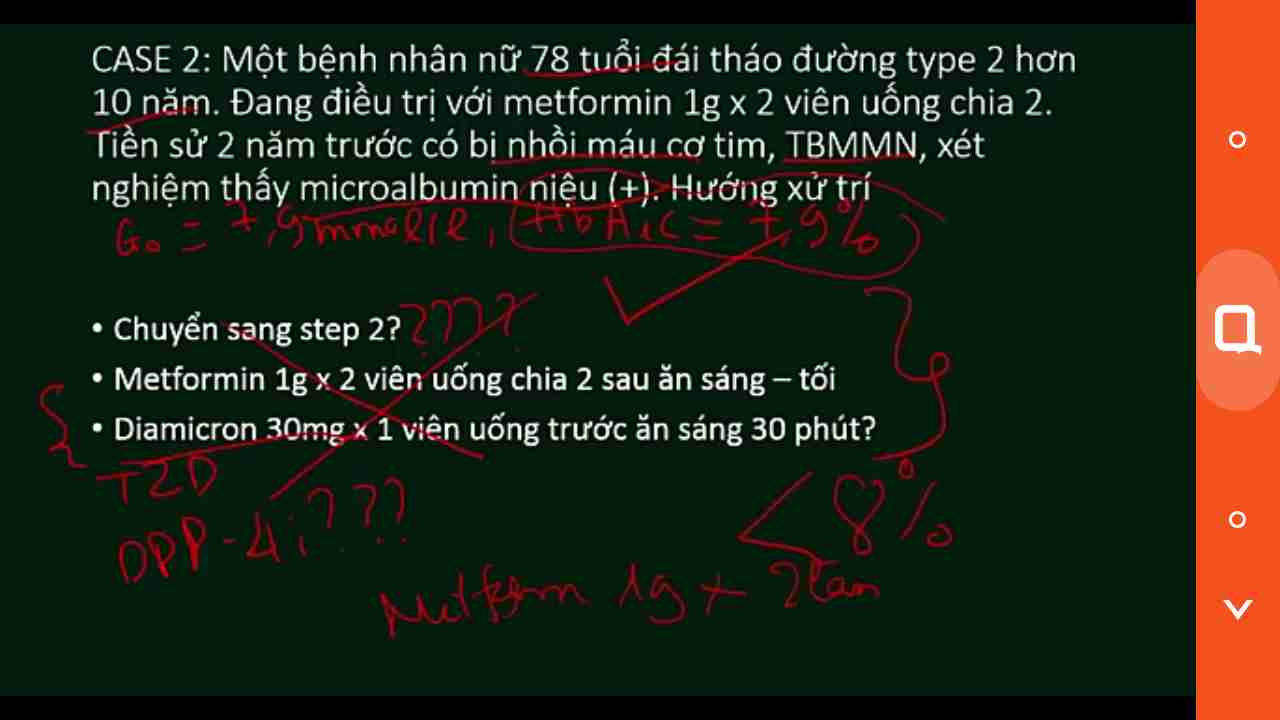 CASE 2: Một bệnh nhân nữ 78 tuổi đái tháo đường type 2 hơn
10 năm. Đang điều trị với metformin 1g x 2 viên uống chia 2.
Tiền sử 2 năm trước có bị nhồi máu cơ tim, TBMMN, xét
nghiệm thấy microalbumin niệu (+). Hướng xử trí
Go = 7,9mmol/l, HbA1C = 7,9%
• Chuyển sang step 2? ????
• Metformin 1g x 2 viên uống chia 2 sau ăn sáng – tối
• Diamicron 30mg x 1 viên uống trước ăn sáng 30 phút?
TZD
< 8%
DPP-4i ???
1g x